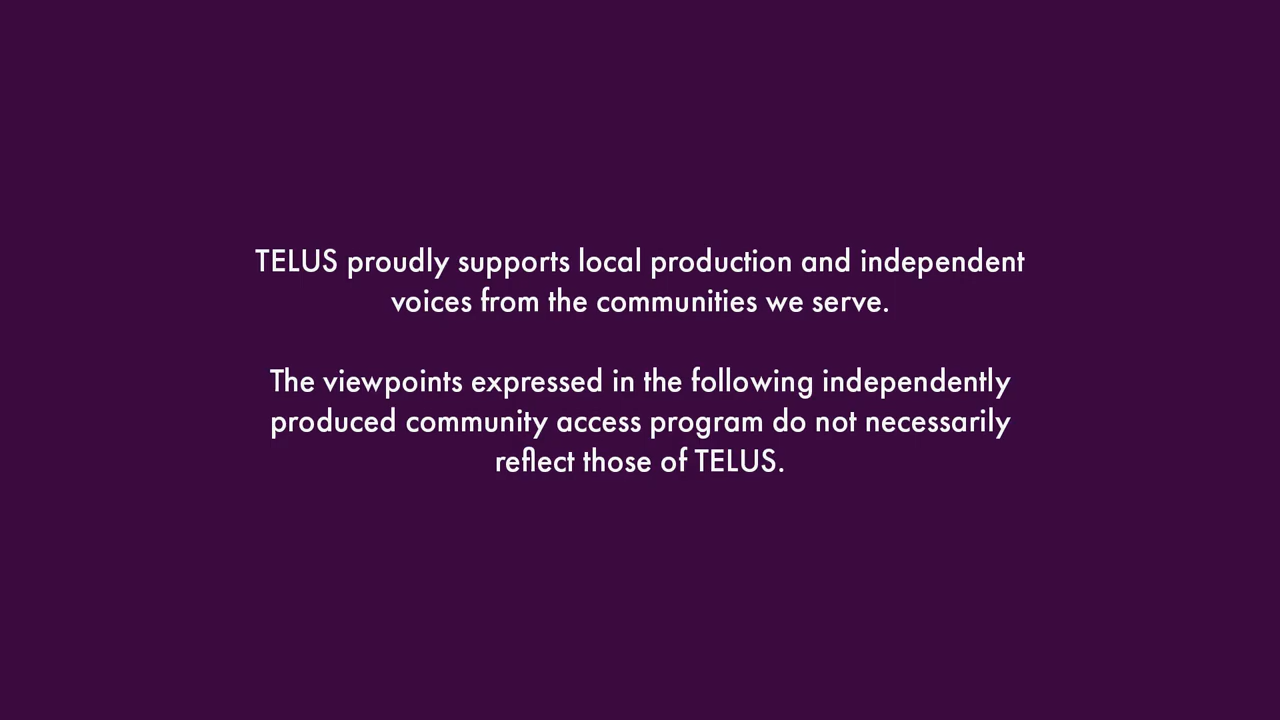 TELUS proudly supports local production and independent
voices from the communities we serve.
The viewpoints expressed in the following independently
produced community access program do not necessarily
reflect those of TELUS.